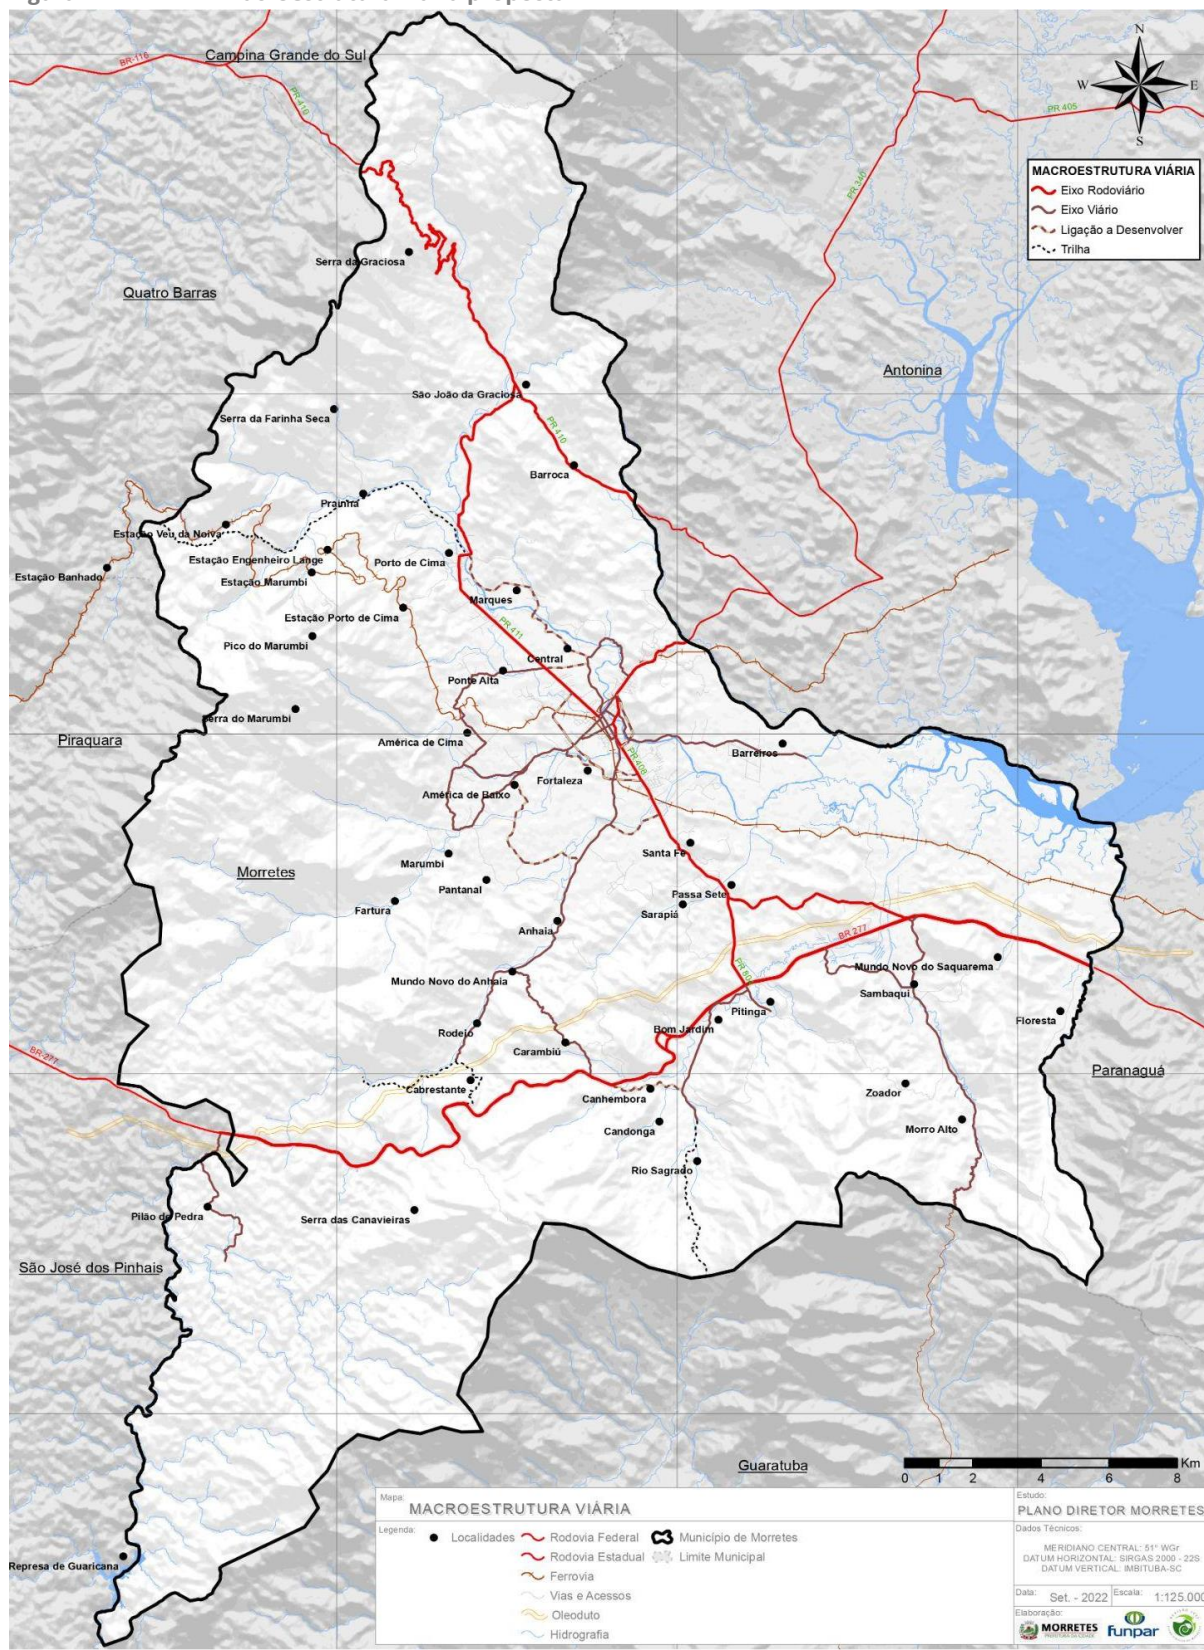 Campina Grande do Sul
BR-116
PR 410
PR 405
PR 340
N
W
E
S
MACROESTRUTURA VIÁRIA
Eixo Rodoviário
Eixo Viário
Ligação a Desenvolver
Trilha
Serra da Graciosa
Quatro Barras
Antonina
São João da Graciosa
Serra da Farinha Seca
PR 410
Barroca
Prainha
Estação Véu da Noiva
Estação Engenheiro Lange
Porto de Cima
Estação Banhado
Estação Marumbi
Marques
Estação Porto de Cima
PR 411
Pico do Marumbi
Central
Ponte Alta
Serra do Marumbi
Piraquara
América de Cima
Barreiros
PR 408
Fortaleza
América de Baixo
Santa Fé
Marumbi
Morretes
Pantanal
Passa Sete
Fartura
Sarapiá
Anhaia
BR 277
Mundo Novo do Saquarema
Mundo Novo do Anhaia
Sambaqui
Pitinga
Floresta
Bom Jardim
Rodeio
Carambiú
BR-277
Paranaguá
Cabrestante
Canhembora
Zoador
Candonga
Morro Alto
Rio Sagrado
Pilão de Pedra
Serra das Canavieiras
São José dos Pinhais
Guaratuba
Km
0 1 2 4 6 8
Represa de Guaricana
Mapa:
MACROESTRUTURA VIÁRIA
Legenda:
Localidades
Rodovia Federal
Município de Morretes
Rodovia Estadual
Limite Municipal
Ferrovia
Vias e Acessos
Oleoduto
Hidrografia
Estudo:
PLANO DIRETOR MORRETES
Dados Técnicos:
MERIDIANO CENTRAL: 51° WGr
DATUM HORIZONTAL: SIRGAS 2000 - 22S
DATUM VERTICAL: IMBITUBA-SC
Data: Set. - 2022
Escala: 1:125.000
Elaboração:
MORRETES
funpar